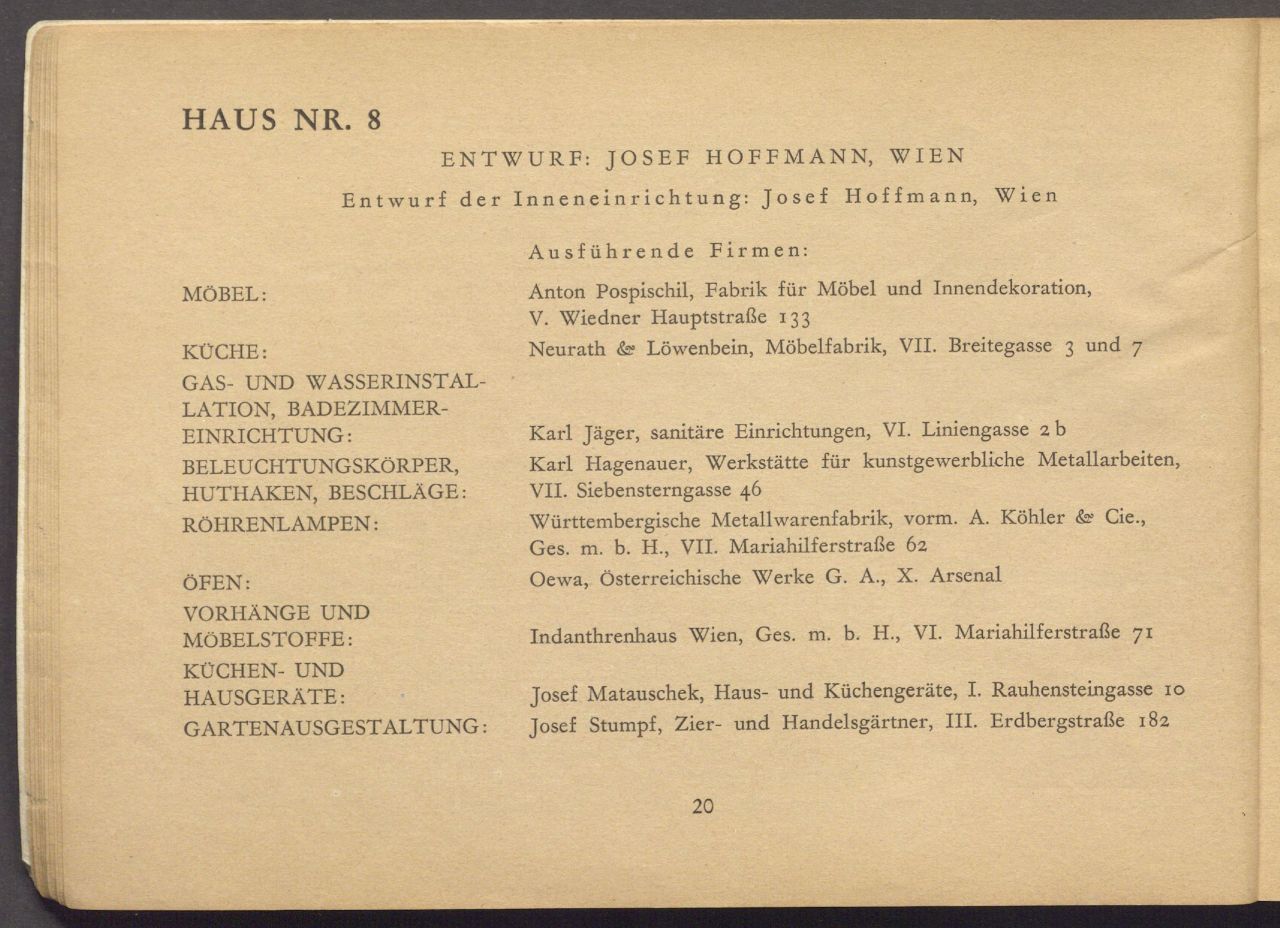 HAUS NR. 8
ENTWURF: JOSEF HOFFMANN, WIEN
Entwurf der Inneneinrichtung: Josef Hoffmann, Wien
Ausführende Firmen:
MÖBEL: Anton Pospischil, Fabrik für Möbel und Innendekoration,
V. Wiedner Hauptstraße 133
KÜCHE: Neurath & Löwenbein, Möbelfabrik, VII. Breitegasse 3 und 7
GAS- UND WASSERINSTAL-
LATION, BADEZIMMER-
EINRICHTUNG: Karl Jäger, sanitäre Einrichtungen, VI. Liniengasse 2 b
BELEUCHTUNGSKÖRPER, Karl Hagenauer, Werkstätte für kunstgewerbliche Metallarbeiten,
HUTHAKEN, BESCHLÄGE: VII. Siebensterngasse 46
RÖHRENLAMPEN: Württembergische Metallwarenfabrik, vorm. A. Köhler & Cie.,
Ges. m. b. H., VII. Mariahilferstraße 62
ÖFEN: Oewa, Österreichische Werke G. A., X. Arsenal
VORHÄNGE UND
MÖBELSTOFFE: Indanthrenhaus Wien, Ges. m. b. H., VI. Mariahilferstraße 71
KÜCHEN- UND
HAUSGERÄTE: Josef Matauschek, Haus- und Küchengeräte, I. Rauhensteingasse 10
GARTENAUSGESTALTUNG: Josef Stumpf, Zier- und Handelsgärtner, III. Erdbergstraße 182
20